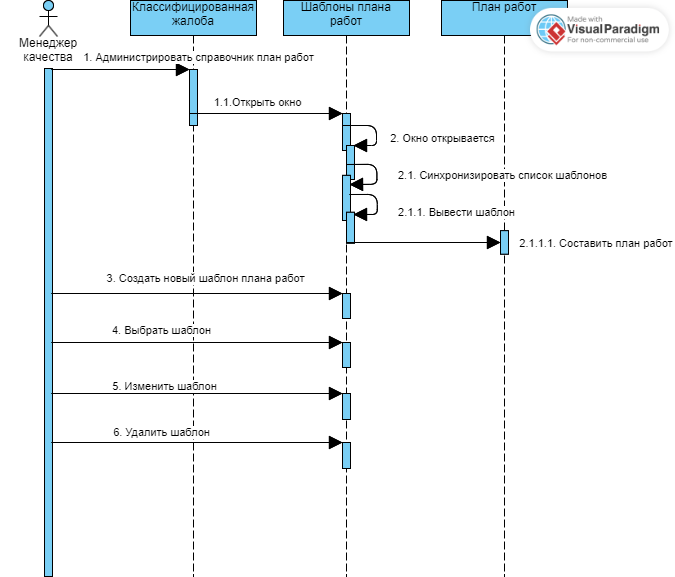 Менеджер
качества
Классифицированная
жалоба
Шаблоны плана
работ
План работ
Made with
VisualParadigm
For non-commercial use
1. Администрировать справочник план работ
1.1.Открыть окно
2. Окно открывается
2.1. Синхронизировать список шаблонов
2.1.1. Вывести шаблон
2.1.1.1. Составить план работ
3. Создать новый шаблон плана работ
4. Выбрать шаблон
5. Изменить шаблон
6. Удалить шаблон